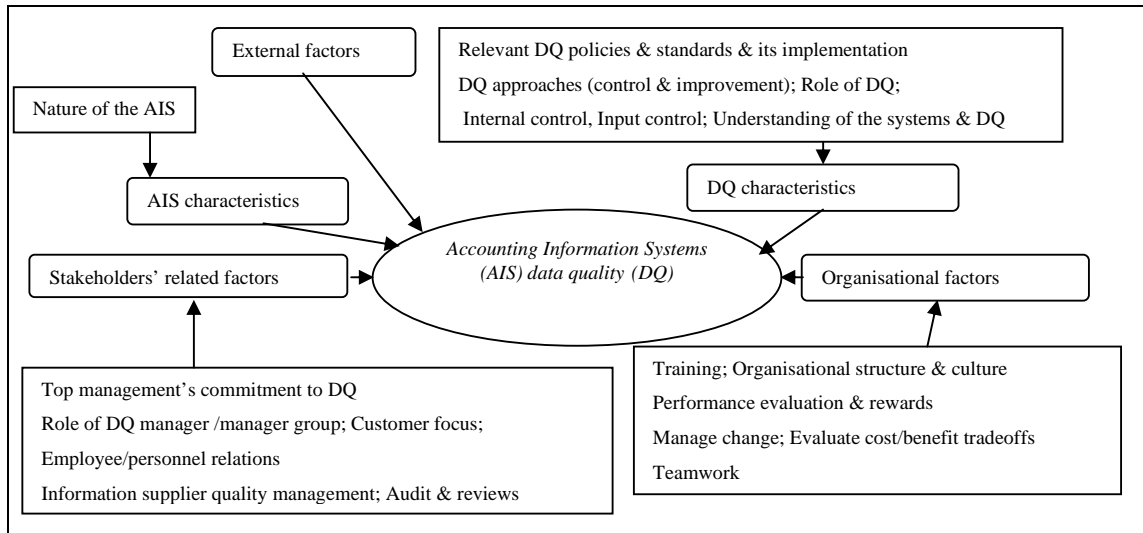 External factors
Relevant DQ policies & standards & its implementation
DQ approaches (control & improvement); Role of DQ;
Internal control, Input control; Understanding of the systems & DQ
Nature of the AIS
AIS characteristics
DQ characteristics
Accounting Information Systems
(AIS) data quality (DQ)
Stakeholders’ related factors
Organisational factors
Top management’s commitment to DQ
Role of DQ manager /manager group; Customer focus;
Employee/personnel relations
Information supplier quality management; Audit & reviews
Training; Organisational structure & culture
Performance evaluation & rewards
Manage change; Evaluate cost/benefit tradeoffs
Teamwork